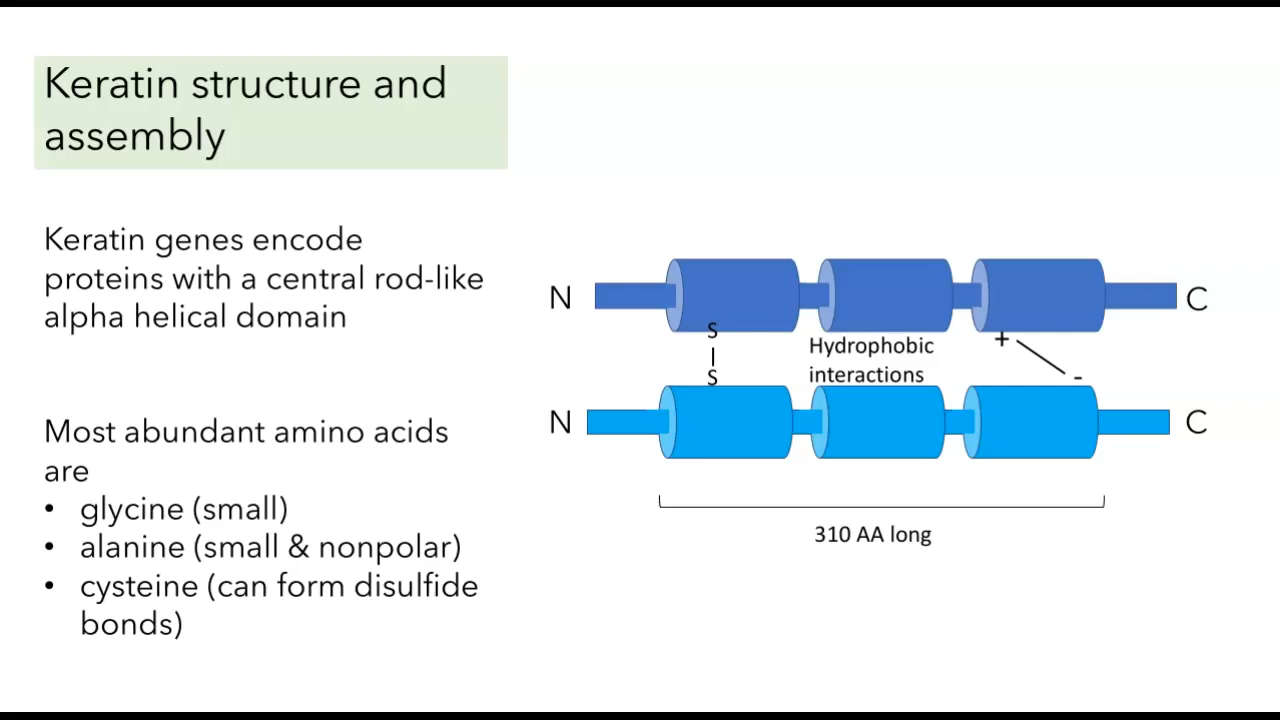 Keratin structure and
assembly
Keratin genes encode
proteins with a central rod-like
alpha helical domain
Most abundant amino acids
are
• glycine (small)
• alanine (small & nonpolar)
• cysteine (can form disulfide
bonds)
N
C
S
|
S
Hydrophobic
interactions
+
-
N
C
310 AA long